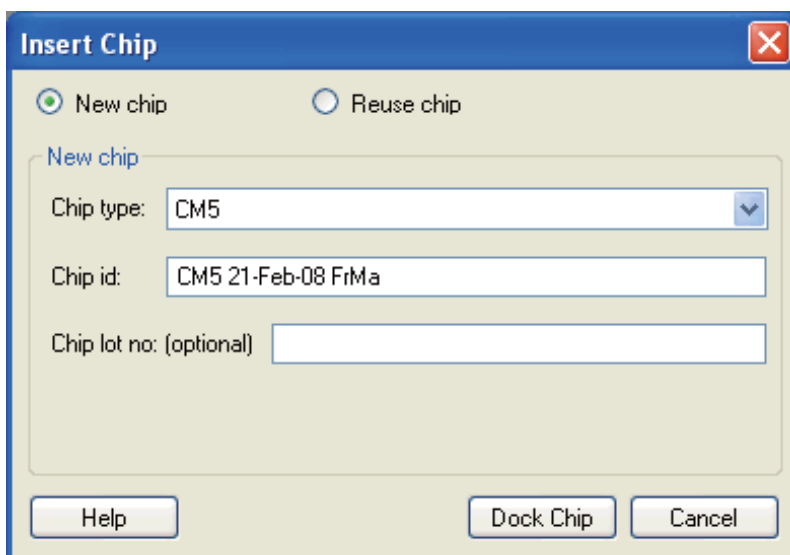 Insert Chip
New chip Reuse chip
New chip
Chip type: CM5
Chip id: CM5 21-Feb-08 FrMa
Chip lot no: (optional)
Help Dock Chip Cancel